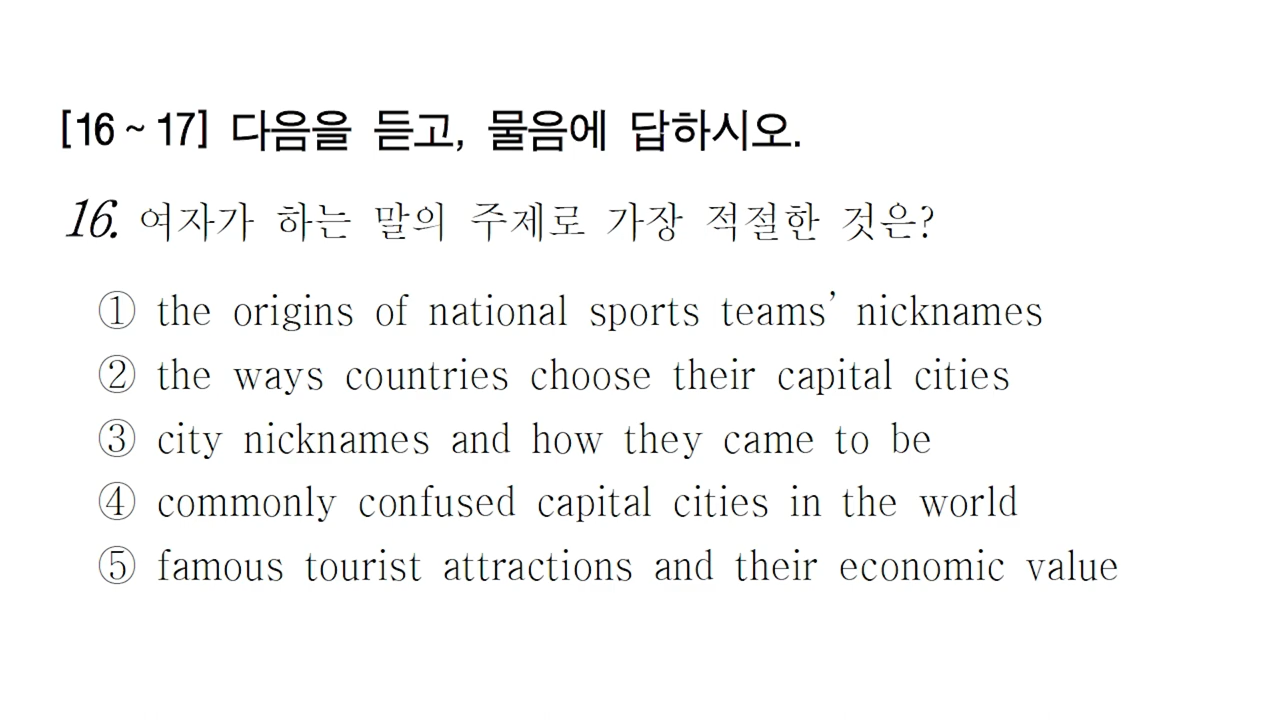 [16 ~ 17] 다음을 듣고, 물음에 답하시오.
16. 여자가 하는 말의 주제로 가장 적절한 것은?
① the origins of national sports teams’ nicknames
② the ways countries choose their capital cities
③ city nicknames and how they came to be
④ commonly confused capital cities in the world
⑤ famous tourist attractions and their economic value